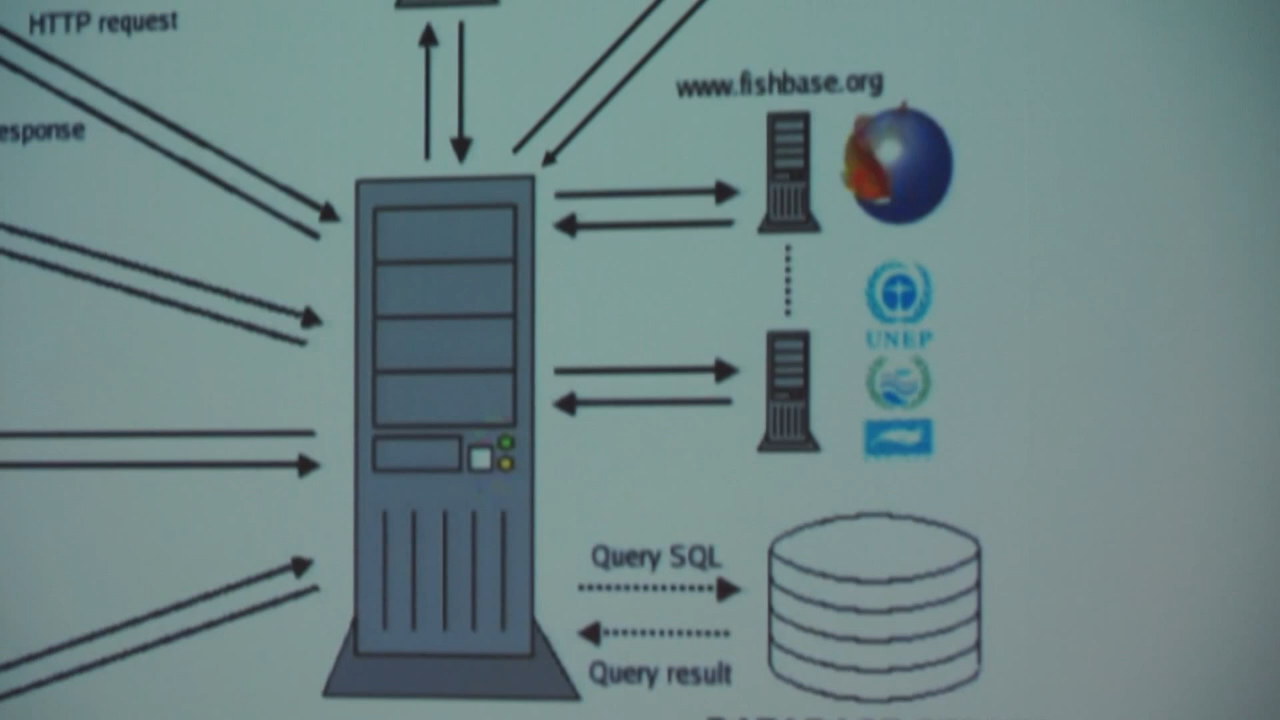 HTTP request
www.fishbase.org
esponse
UNEP
Query SQL
Query result